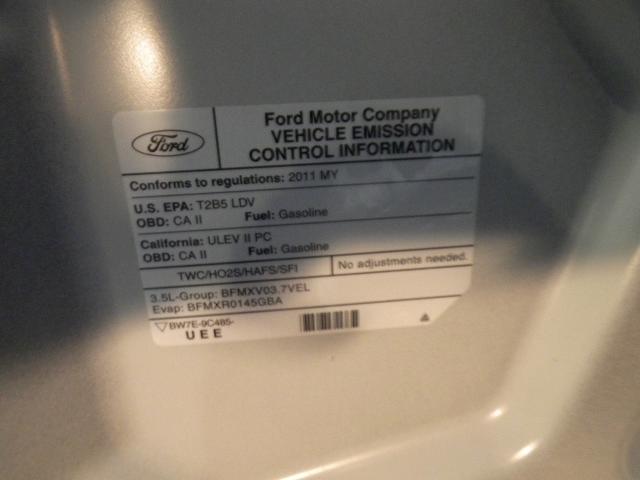 Ford
Ford Motor Company
VEHICLE EMISSION
CONTROL INFORMATION
Conforms to regulations: 2011 MY
U.S. EPA: T2B5 LDV
OBD: CA II Fuel: Gasoline
California: ULEV II PC
OBD: CA II Fuel: Gasoline
TWC/HO2S/HAFS/SFI No adjustments needed.
3.5L-Group: BFMXV03.7VEL
Evap: BFMXR0145GBA
BW7E-9C485-
UEE